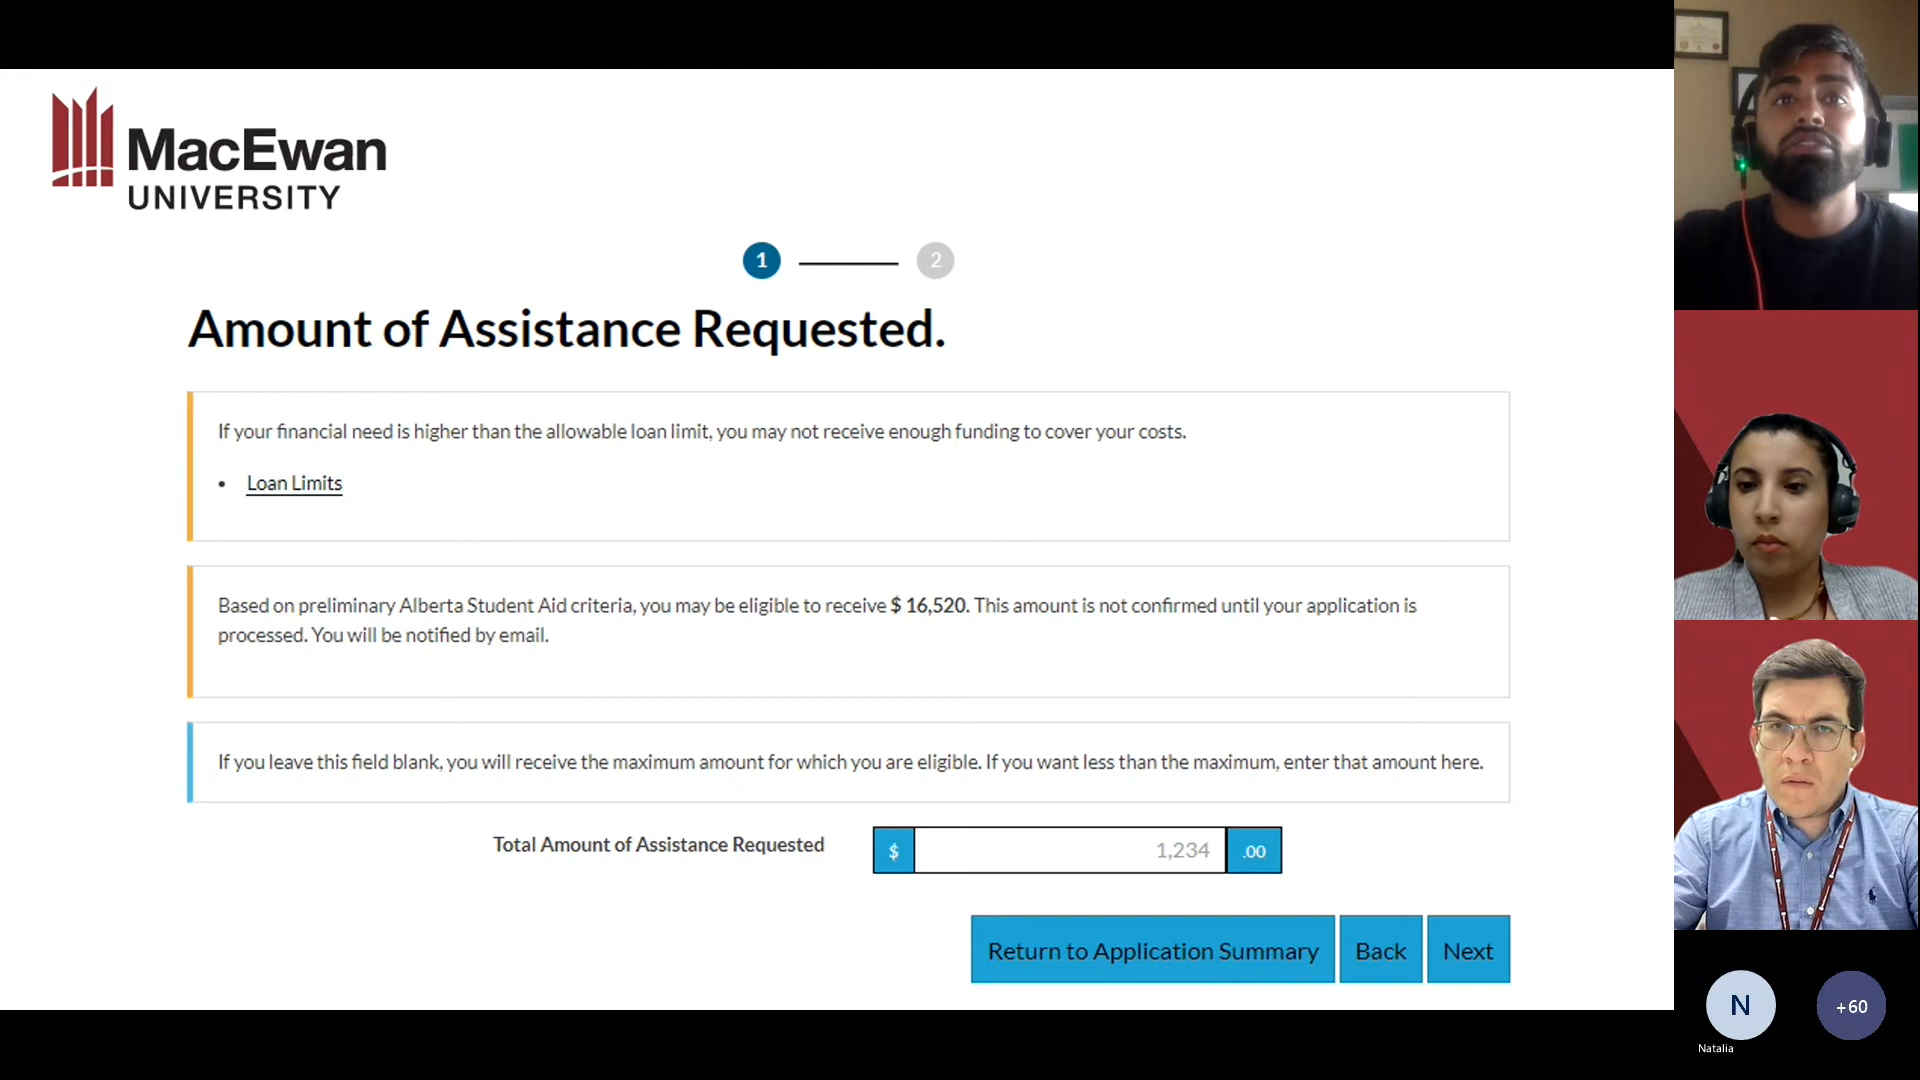 MacEwan
UNIVERSITY
1
2
Amount of Assistance Requested.
If your financial need is higher than the allowable loan limit, you may not receive enough funding to cover your costs.
• Loan Limits
Based on preliminary Alberta Student Aid criteria, you may be eligible to receive $ 16,520. This amount is not confirmed until your application is
processed. You will be notified by email.
If you leave this field blank, you will receive the maximum amount for which you are eligible. If you want less than the maximum, enter that amount here.
Total Amount of Assistance Requested
$ 1,234 .00
Return to Application Summary Back Next
N
+60
Natalia